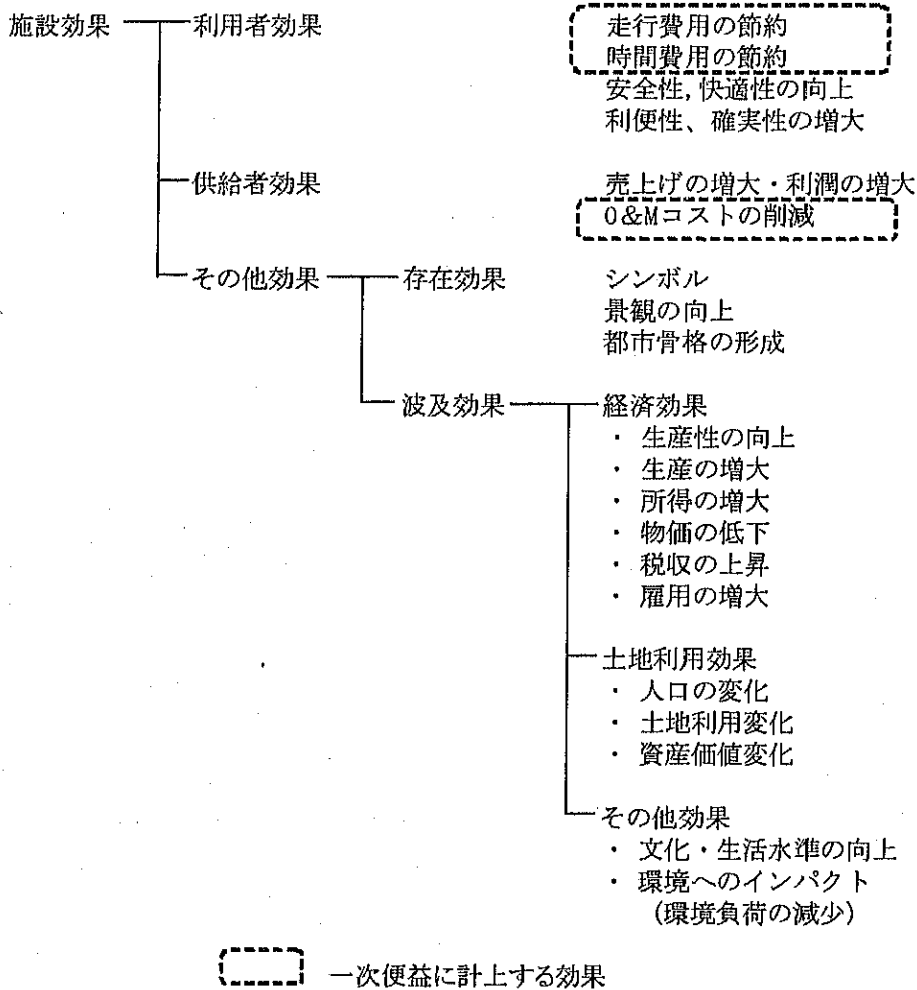 施設効果 利用者効果 走行費用の節約
時間費用の節約
安全性,快適性の向上
利便性、確実性の増大
供給者効果 売上げの増大・利潤の増大
O&Mコストの削減
その他効果 存在効果 シンボル
景観の向上
都市骨格の形成
波及効果 経済効果
・ 生産性の向上
・ 生産の増大
・ 所得の増大
・ 物価の低下
・ 税収の上昇
・ 雇用の増大
土地利用効果
・ 人口の変化
・ 土地利用変化
・ 資産価値変化
その他効果
・ 文化・生活水準の向上
・ 環境へのインパクト
(環境負荷の減少)
一次便益に計上する効果